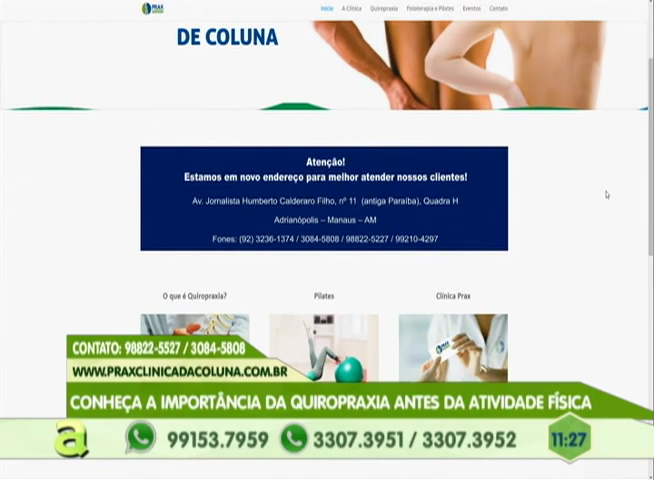 PRAX
Início A Clínica Quiropraxia Fisioterapia e Pilates Eventos Contato
DE COLUNA
Atenção!
Estamos em novo endereço para melhor atender nossos clientes!
Av. Jornalista Humberto Calderaro Filho, nº 11 (antiga Paraíba), Quadra H
Adrianópolis – Manaus – AM
Fones: (92) 3236-1374 / 3084-5808 / 98822-5227 / 99210-4297
O que é Quiropraxia? Pilates Clínica Prax
CONTATO: 98822-5527 / 3084-5808
WWW.PRAXCLINICADACOLUNA.COM.BR
CONHEÇA A IMPORTÂNCIA DA QUIROPRAXIA ANTES DA ATIVIDADE FÍSICA
a 99153.7959 3307.3951 / 3307.3952 11:27